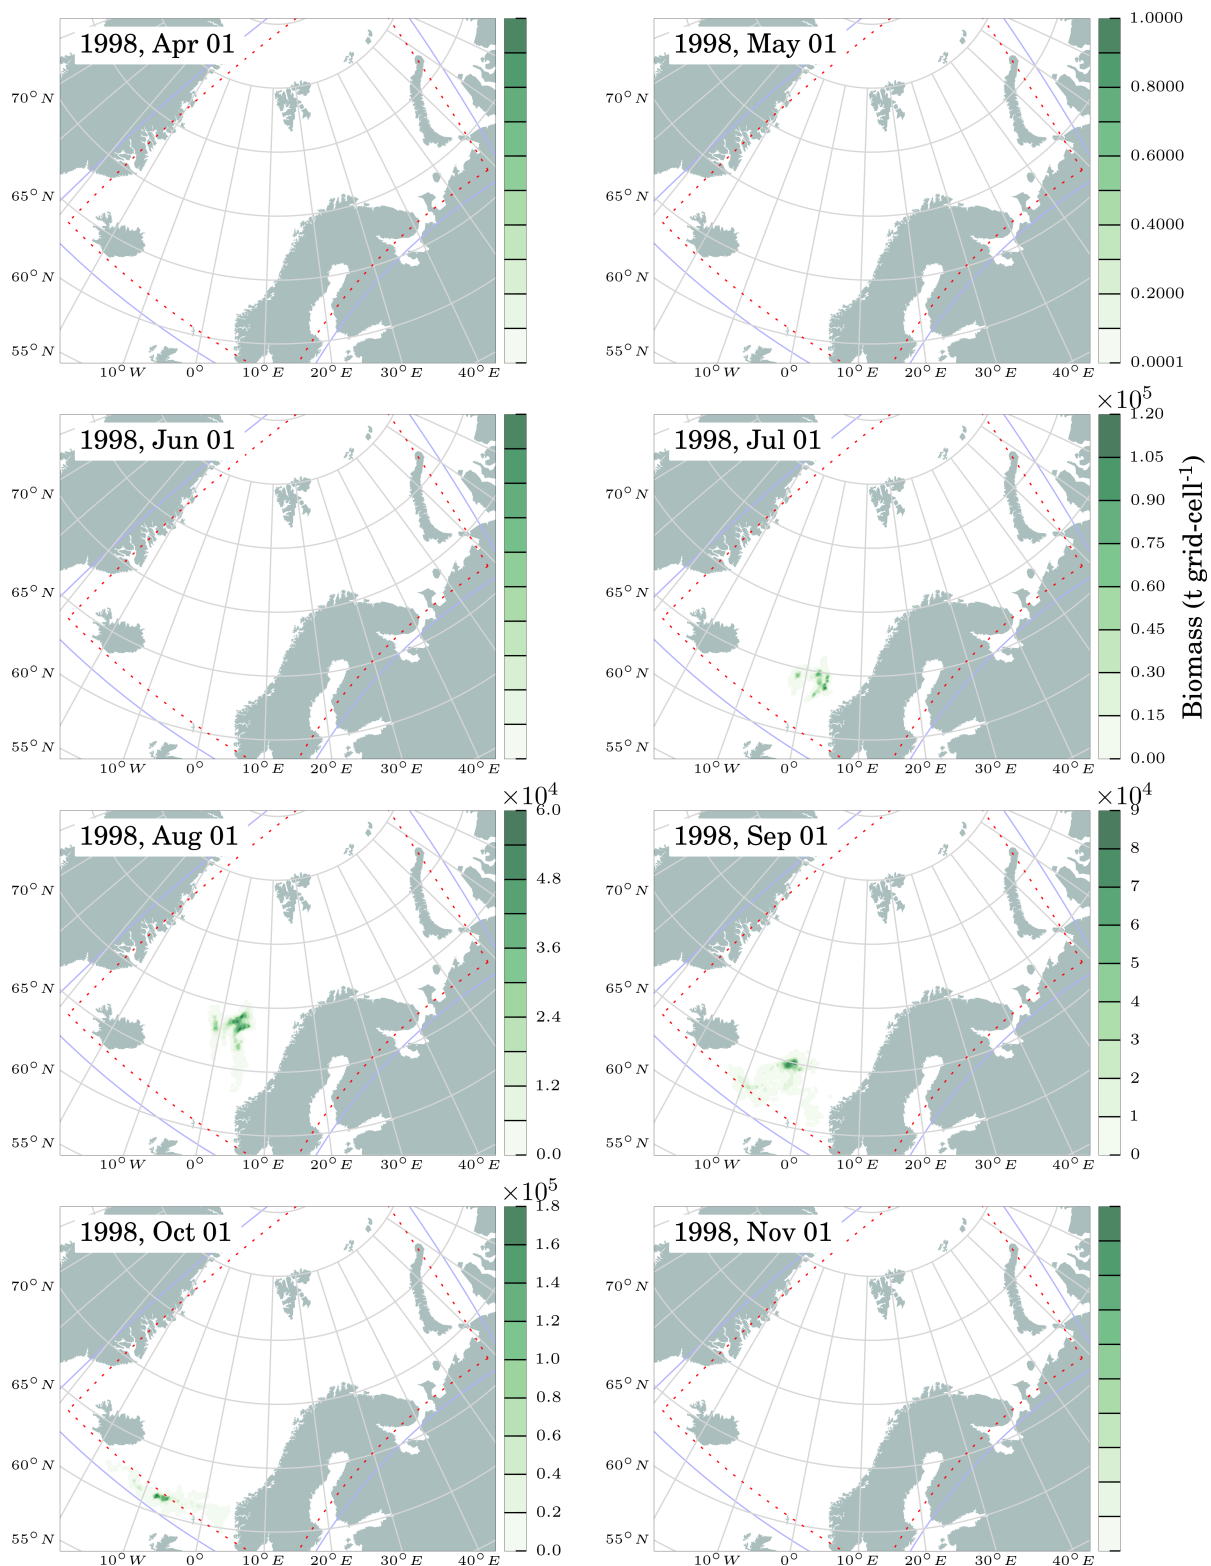 1998, Apr 01
70° N
65° N
60° N
55° N
10° W
0°
10° E
20° E
30° E
40° E
1998, May 01
70° N
65° N
60° N
55° N
10° W
0°
10° E
20° E
30° E
40° E
1.0000
0.8000
0.6000
0.4000
0.2000
0.0001
1998, Jun 01
70° N
65° N
60° N
55° N
10° W
0°
10° E
20° E
30° E
40° E
1998, Jul 01
70° N
65° N
60° N
55° N
10° W
0°
10° E
20° E
30° E
40° E
×10⁵
1.20
1.05
0.90
0.75
0.60
0.45
0.30
0.15
0.00
Biomass (t grid-cell⁻¹)
1998, Aug 01
70° N
65° N
60° N
55° N
10° W
0°
10° E
20° E
30° E
40° E
×10⁴
6.0
4.8
3.6
2.4
1.2
0.0
1998, Sep 01
70° N
65° N
60° N
55° N
10° W
0°
10° E
20° E
30° E
40° E
×10⁴
9
8
7
6
5
4
3
2
1
0
1998, Oct 01
70° N
65° N
60° N
55° N
10° W
0°
10° E
20° E
30° E
40° E
×10⁵
1.8
1.6
1.4
1.2
1.0
0.8
0.6
0.4
0.2
0.0
1998, Nov 01
70° N
65° N
60° N
55° N
10° W
0°
10° E
20° E
30° E
40° E